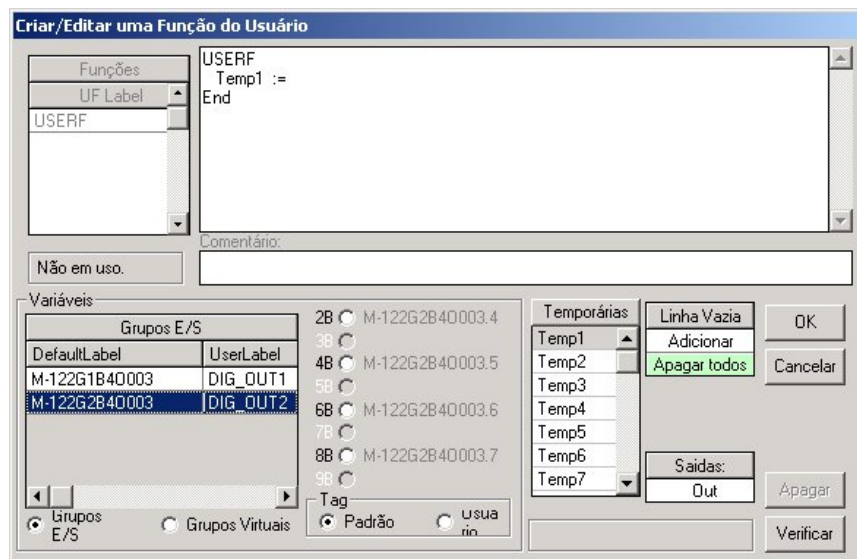 Criar/Editar uma Função do Usuário
Funções
UF Label
USERF
USERF
Temp1 :=
End
Não em uso.
Comentário:
Variáveis
Grupos E/S
DefaultLabel UserLabel
M-122G1B4O003 DIG_OUT1
M-122G2B4O003 DIG_OUT2
Grupos E/S
Grupos Virtuais
2B M-122G2B4O003.4
3B
4B M-122G2B4O003.5
5B
6B M-122G2B4O003.6
7B
8B M-122G2B4O003.7
9B
Tag
Padrão
Usua
rio
Temporárias
Temp1
Temp2
Temp3
Temp4
Temp5
Temp6
Temp7
Linha Vazia
Adicionar
Apagar todos
Saidas:
Out
OK
Cancelar
Apagar
Verificar